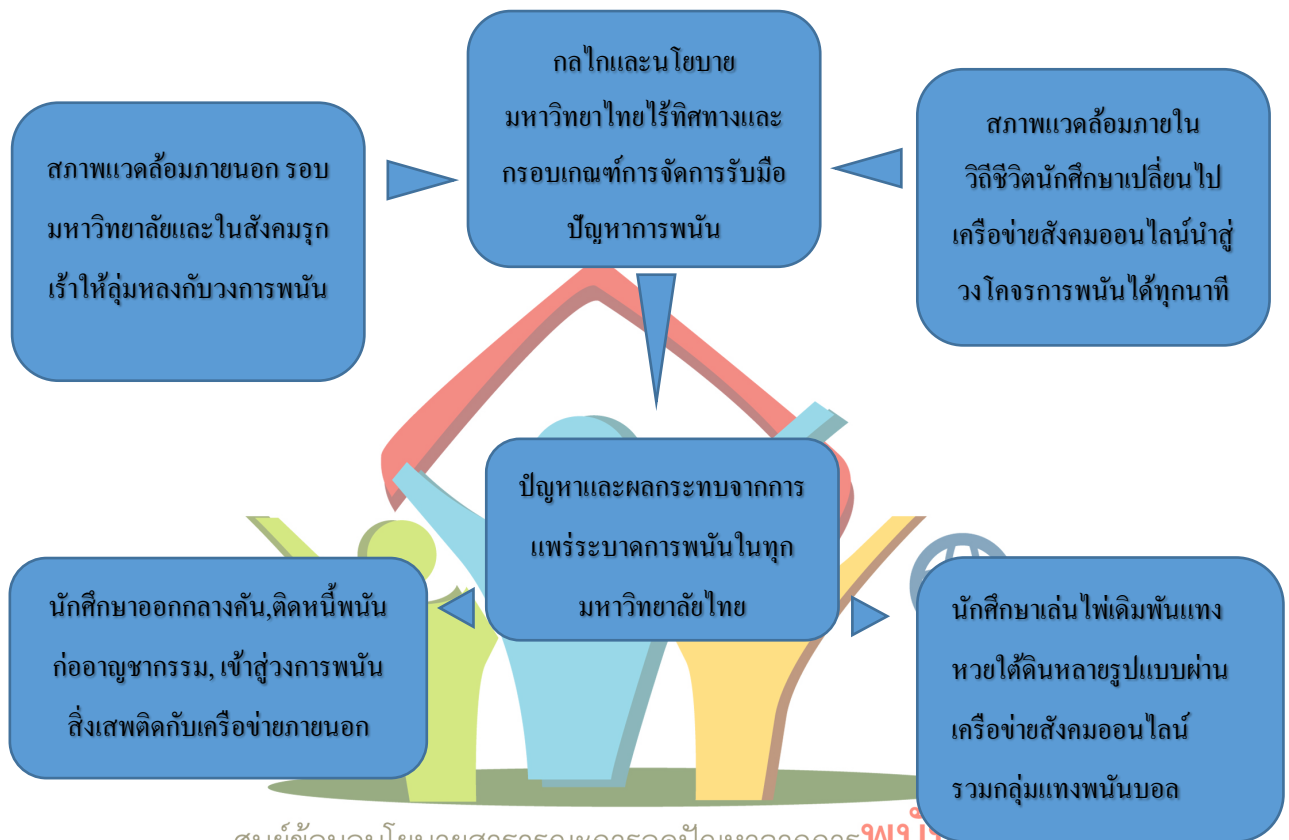 กลไกและนโยบาย
มหาวิทยาไทยไร้ทิศทางและ
กรอบเกณฑ์การจัดการรับมือ
ปัญหาการพนัน
สภาพแวดล้อมภายนอก รอบ
มหาวิทยาลัยและในสังคมรุก
เร้าให้ลุ่มหลงกับวงการพนัน
สภาพแวดล้อมภายใน
วิถีชีวิตนักศึกษาเปลี่ยนไป
เครือข่ายสังคมออนไลน์นำสู่
วงโคจรการพนันได้ทุกนาที
ปัญหาและผลกระทบจากการ
แพร่ระบาดการพนันในทุก
มหาวิทยาลัยไทย
นักศึกษาออกกลางคัน,ติดหนี้พนัน
ก่ออาญชากรรม, เข้าสู่วงการพนัน
สิ่งเสพติดกับเครือข่ายภายนอก
นักศึกษาเล่นไพ่เดิมพันแทง
หวยใต้ดินหลายรูปแบบผ่าน
เครือข่ายสังคมออนไลน์
รวมกลุ่มแทงพนันบอล